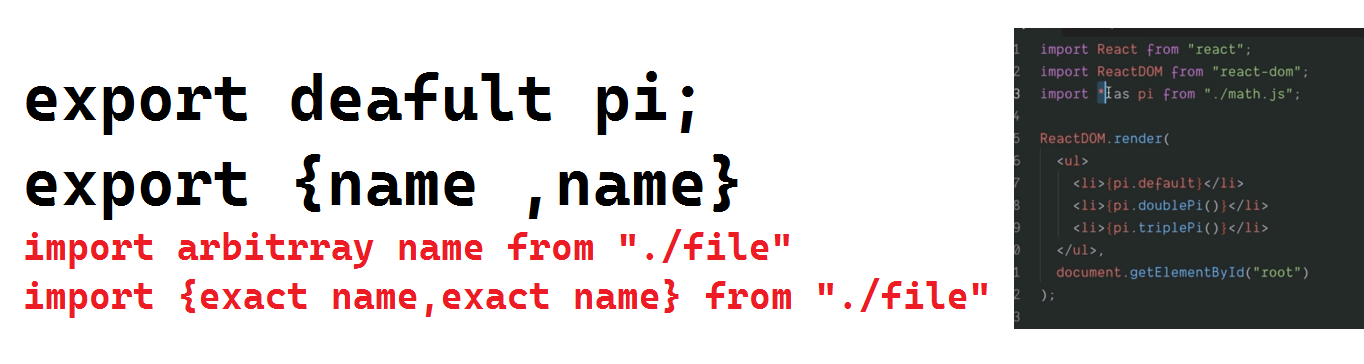 export deafult pi;
export {name ,name}
import arbitrray name from "./file"
import {exact name,exact name} from "./file"
1 import React from "react";
2 import ReactDOM from "react-dom";
3 import * as pi from "./math.js";
4
5 ReactDOM.render(
6 <ul>
7 <li>{pi.default}</li>
8 <li>{pi.doublePi()}</li>
9 <li>{pi.triplePi()}</li>
0 </ul>,
1 document.getElementById("root")
2 );
3